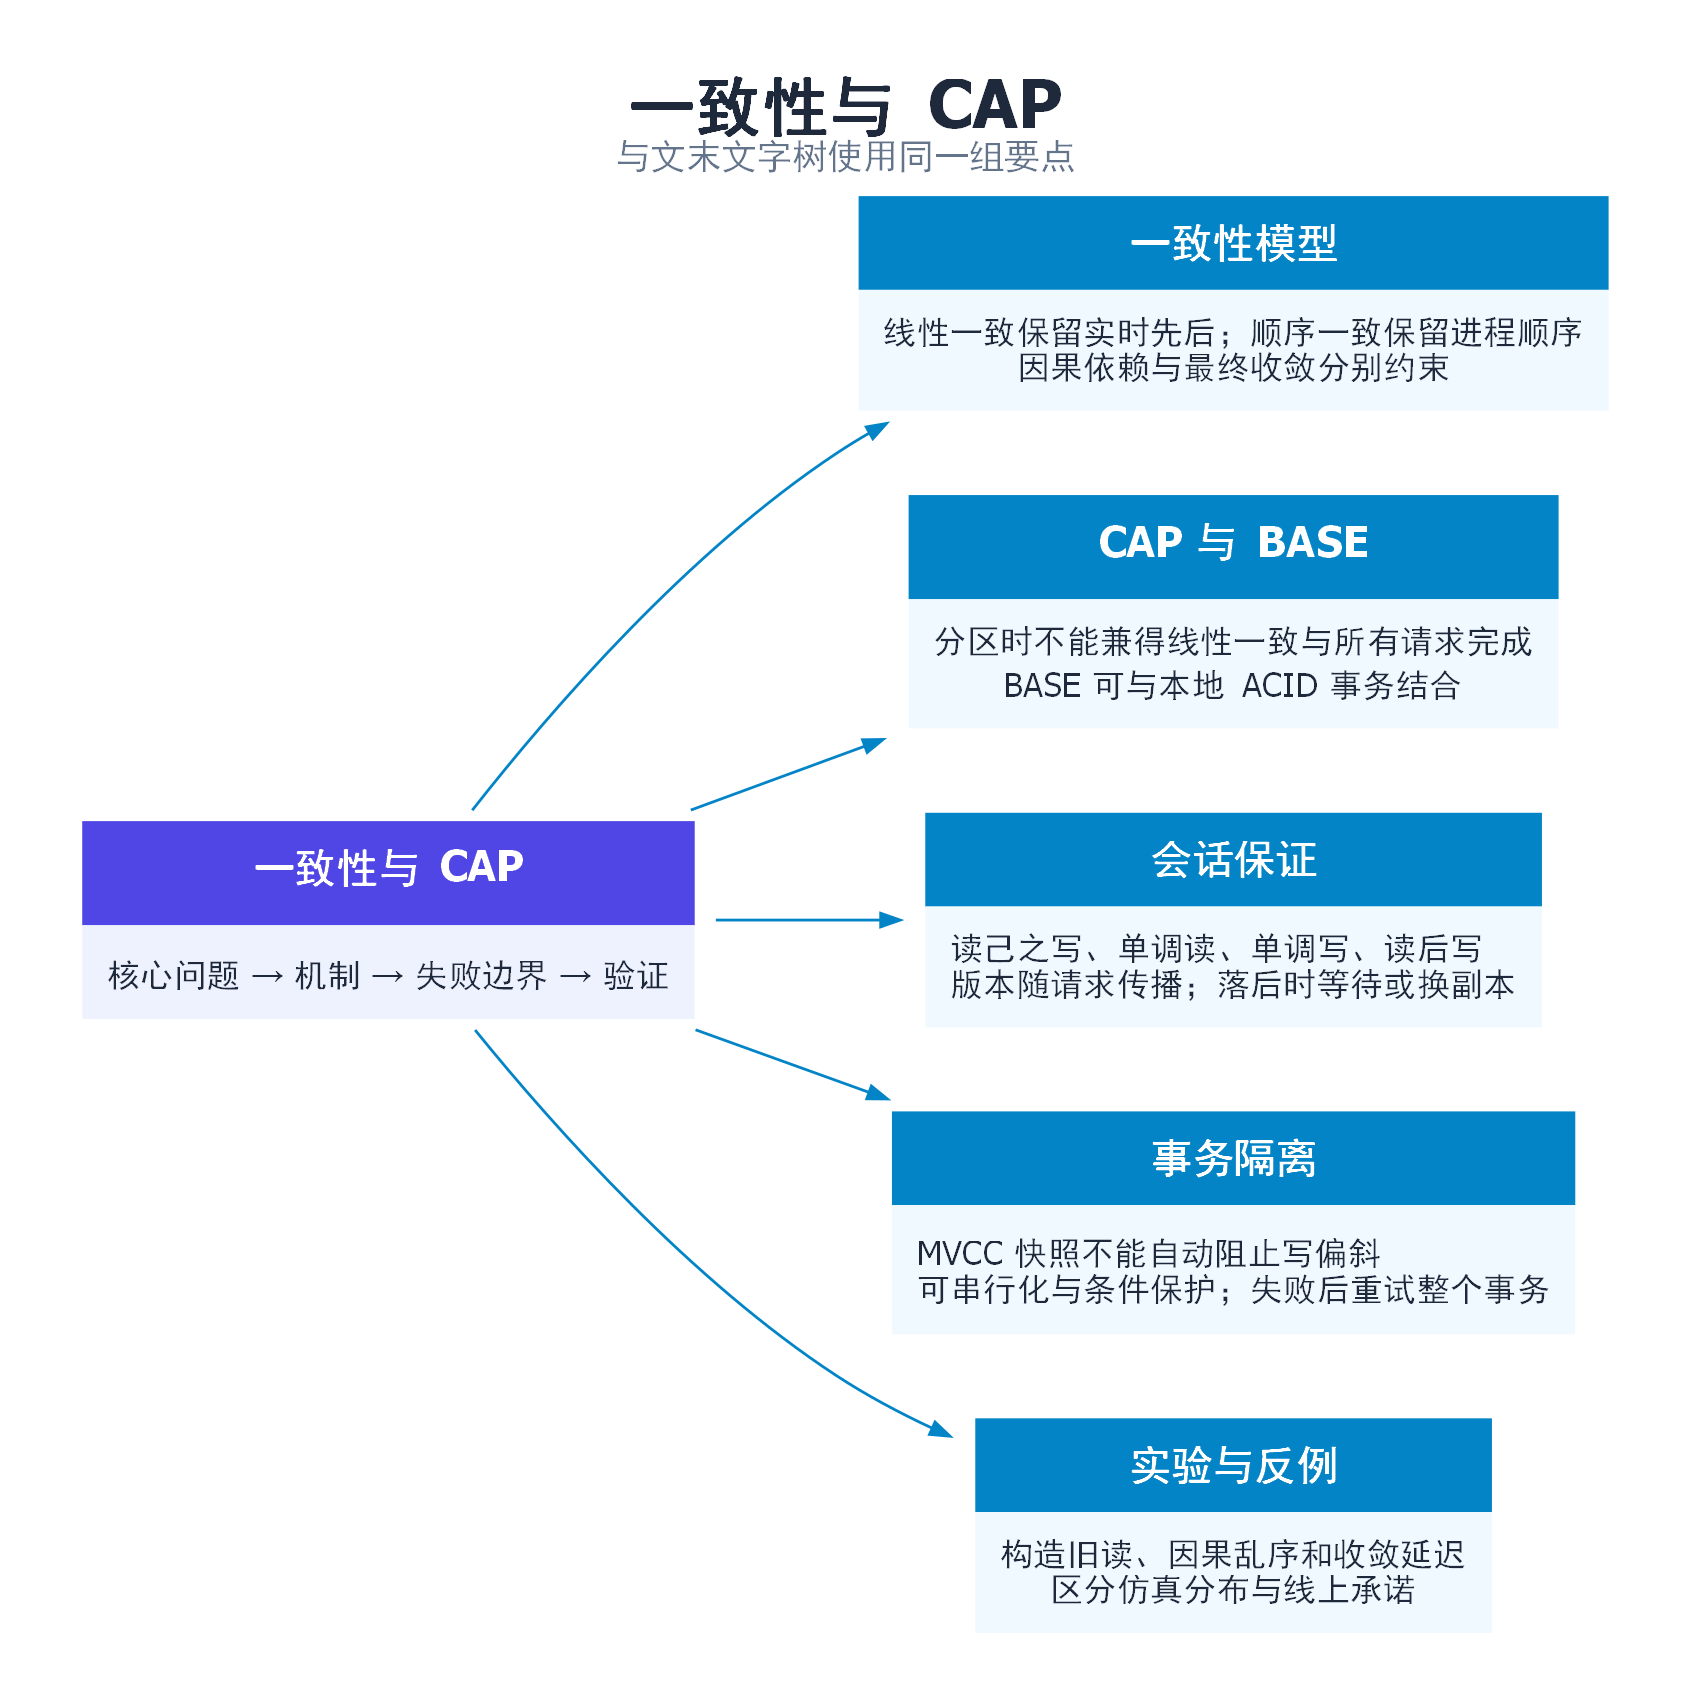 一致性与 CAP
与文末文字树使用同一组要点
一致性模型
线性一致保留实时先后；顺序一致保留进程顺序
因果依赖与最终收敛分别约束
CAP 与 BASE
分区时不能兼得线性一致与所有请求完成
BASE 可与本地 ACID 事务结合
一致性与 CAP
核心问题 → 机制 → 失败边界 → 验证
会话保证
读己之写、单调读、单调写、读后写
版本随请求传播；落后时等待或换副本
事务隔离
MVCC 快照不能自动阻止写偏斜
可串行化与条件保护；失败后重试整个事务
实验与反例
构造旧读、因果乱序和收敛延迟
区分仿真分布与线上承诺